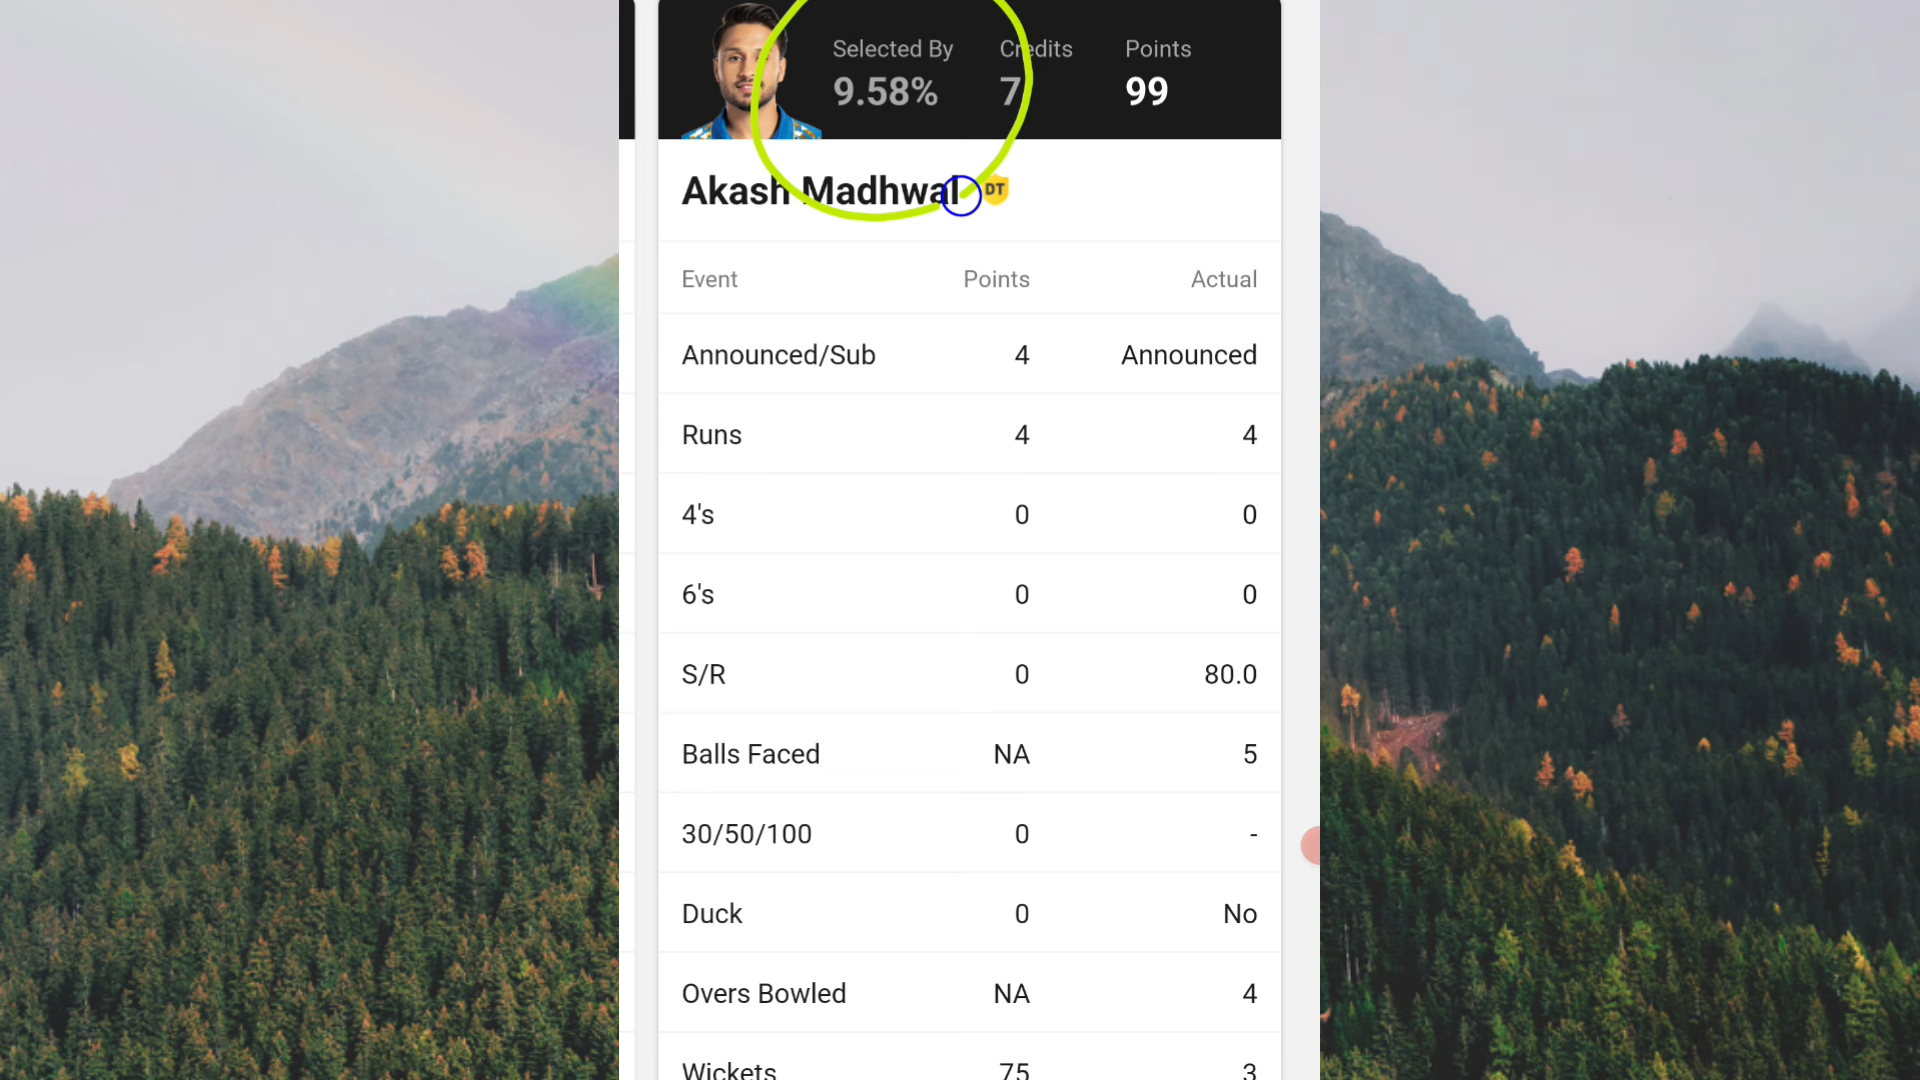 Selected By Credits Points
9.58% 7 99
Akash Madhwal DT
Event Points Actual
Announced/Sub 4 Announced
Runs 4 4
4's 0 0
6's 0 0
S/R 0 80.0
Balls Faced NA 5
30/50/100 0 -
Duck 0 No
Overs Bowled NA 4
Wickets 75 3